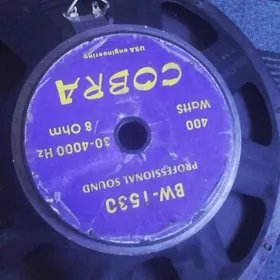 BW-1530
PROFESSIONAL SOUND
400
Watts
30-4000 Hz
/8 Ohm
COBRA
USA engineering